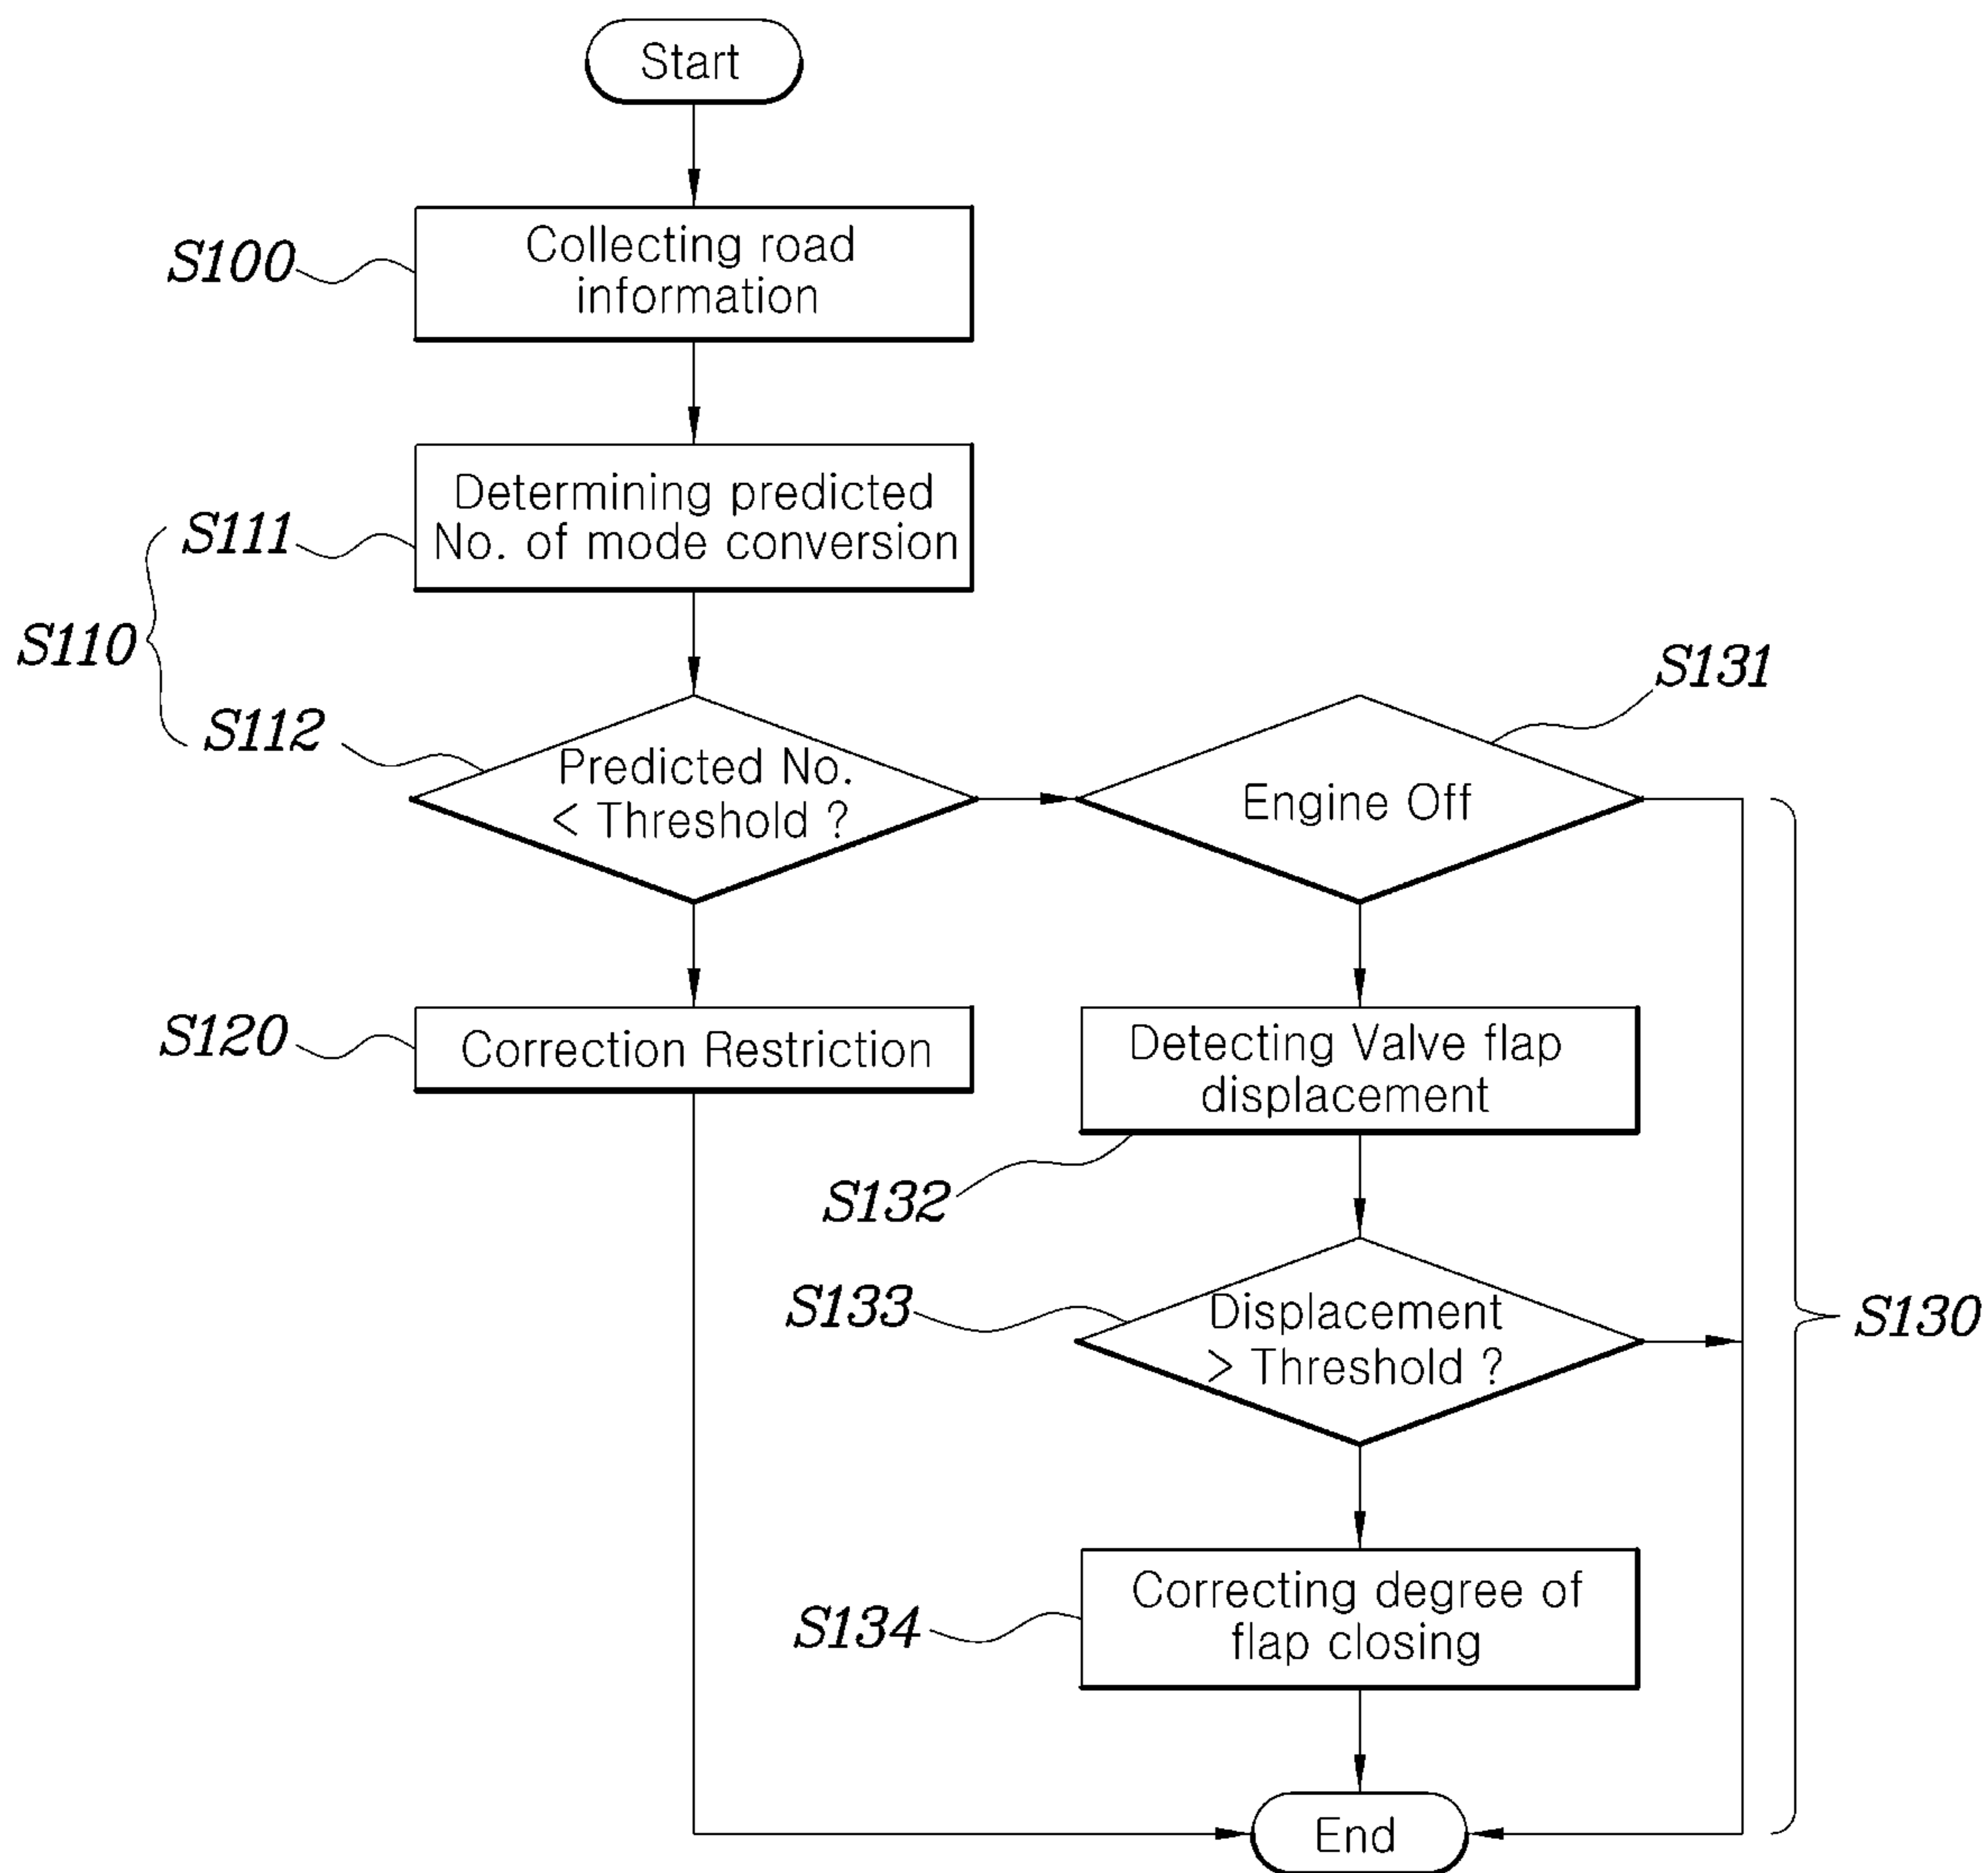 Start
S100
Collecting road
information
S110
S111
Determining predicted
No. of mode conversion
S112
Predicted No.
< Threshold ?
S131
Engine Off
S120
Correction Restriction
Detecting Valve flap
displacement
S132
S133
Displacement
> Threshold ?
S130
S134
Correcting degree of
flap closing
End